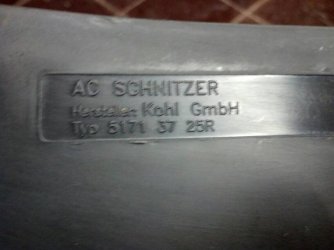 AC SCHNITZER
Hersteller: Kohl GmbH
Typ 5171 37 25R